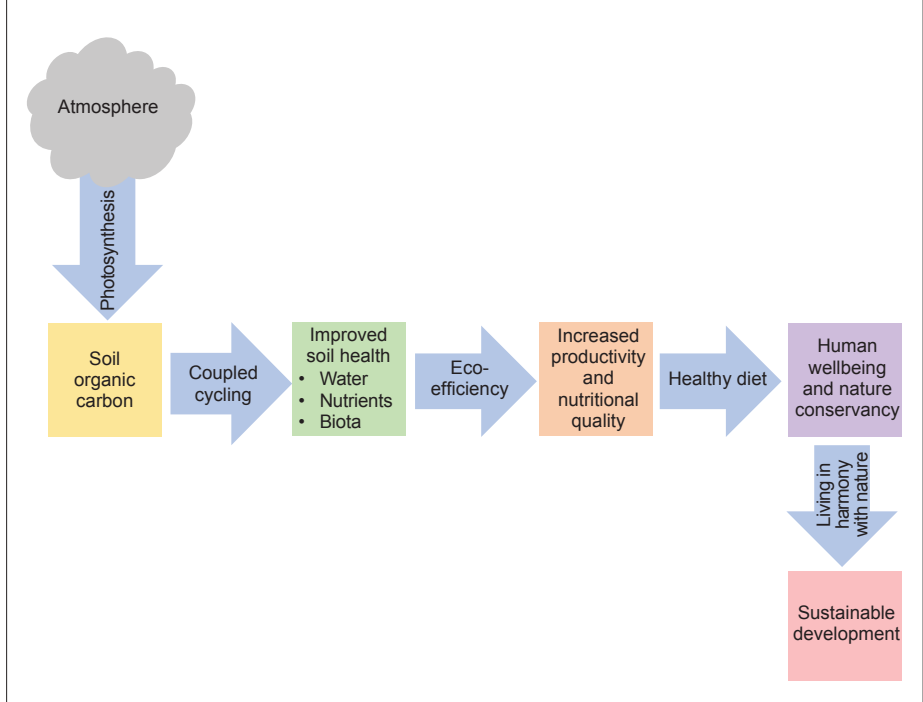 Atmosphere
Photosynthesis
Soil
organic
carbon
Coupled
cycling
Improved
soil health
• Water
• Nutrients
• Biota
Eco-
efficiency
Increased
productivity
and
nutritional
quality
Healthy diet
Human
wellbeing
and nature
conservancy
Living in
harmony
with nature
Sustainable
development